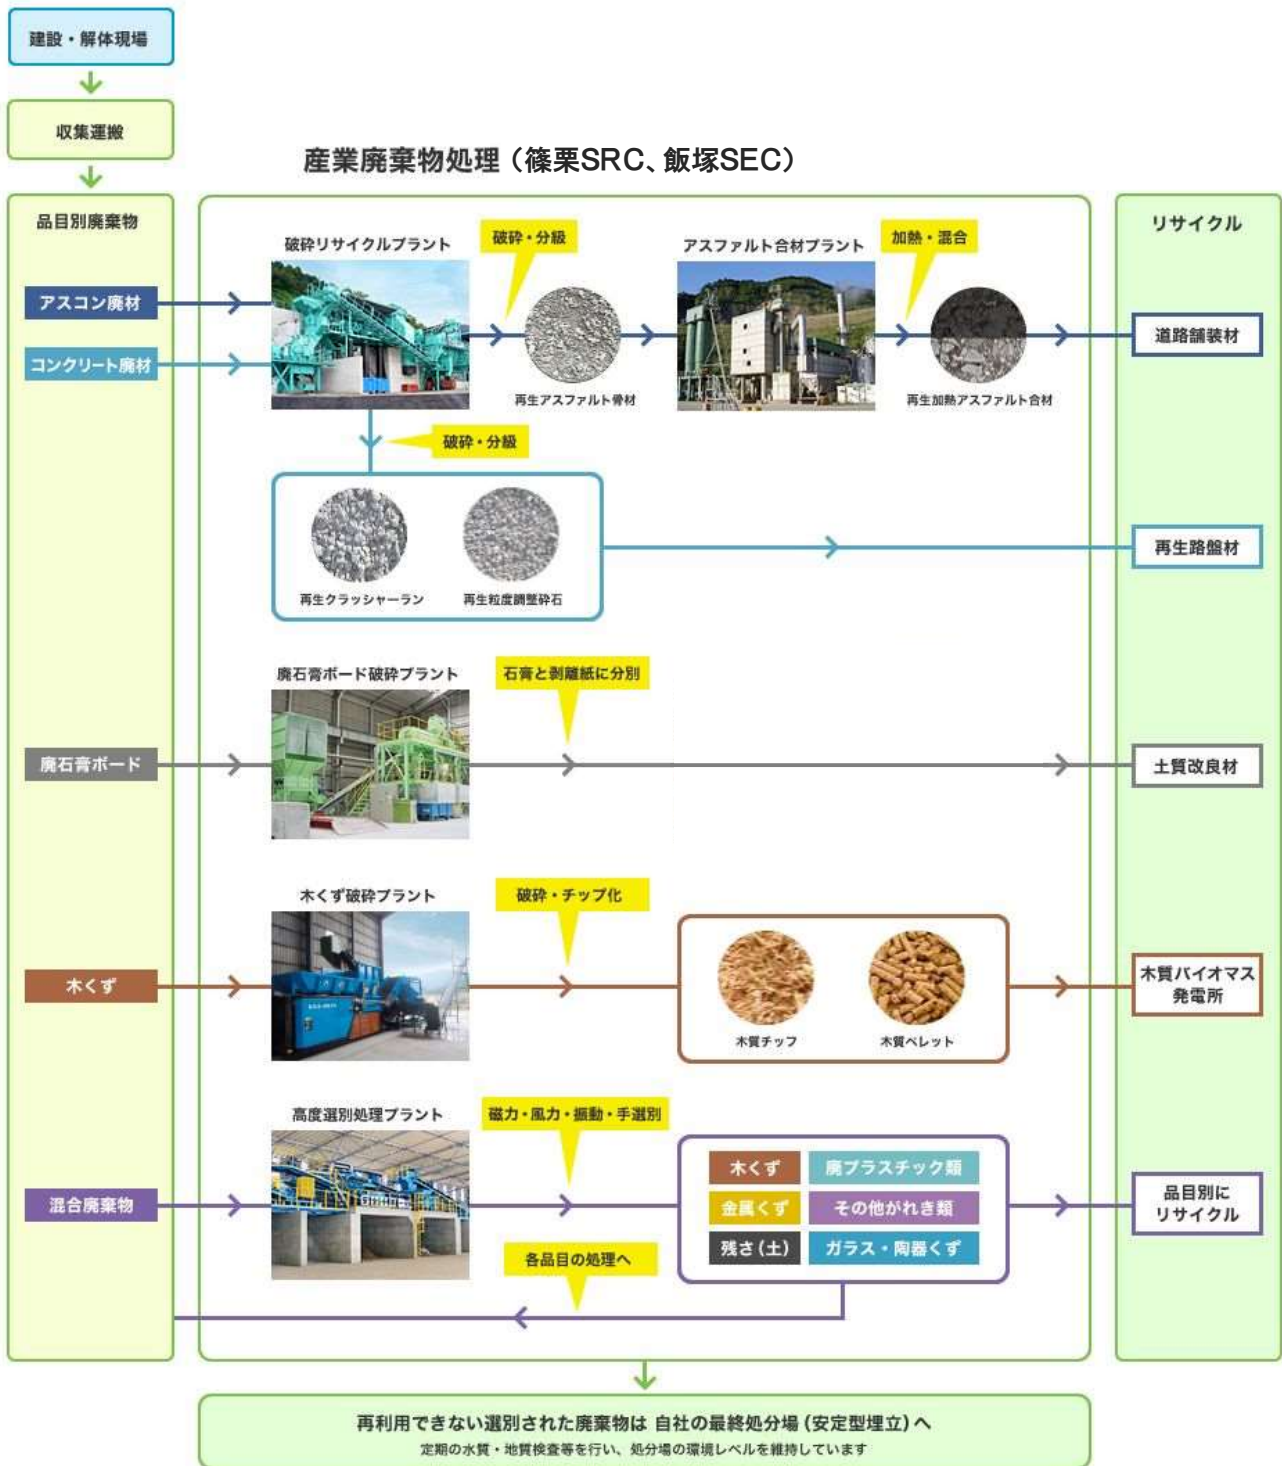 建設・解体現場
収集運搬
産業廃棄物処理（篠栗SRC、飯塚SEC）
品目別廃棄物
リサイクル
破砕リサイクルプラント
破砕・分級
アスファルト合材プラント
加熱・混合
アスコン廃材
コンクリート廃材
道路舗装材
再生アスファルト骨材
再生加熱アスファルト合材
破砕・分級
再生路盤材
再生クラッシャーラン
再生粒度調整砕石
廃石膏ボード破砕プラント
石膏と剥離紙に分別
廃石膏ボード
土質改良材
木くず破砕プラント
破砕・チップ化
木くず
木質バイオマス
発電所
木質チップ
木質ペレット
高度選別処理プラント
磁力・風力・振動・手選別
混合廃棄物
木くず
廃プラスチック類
金属くず
その他がれき類
残さ（土）
ガラス・陶器くず
品目別に
リサイクル
各品目の処理へ
再利用できない選別された廃棄物は 自社の最終処分場（安定型埋立）へ
定期の水質・地質検査等を行い、処分場の環境レベルを維持しています